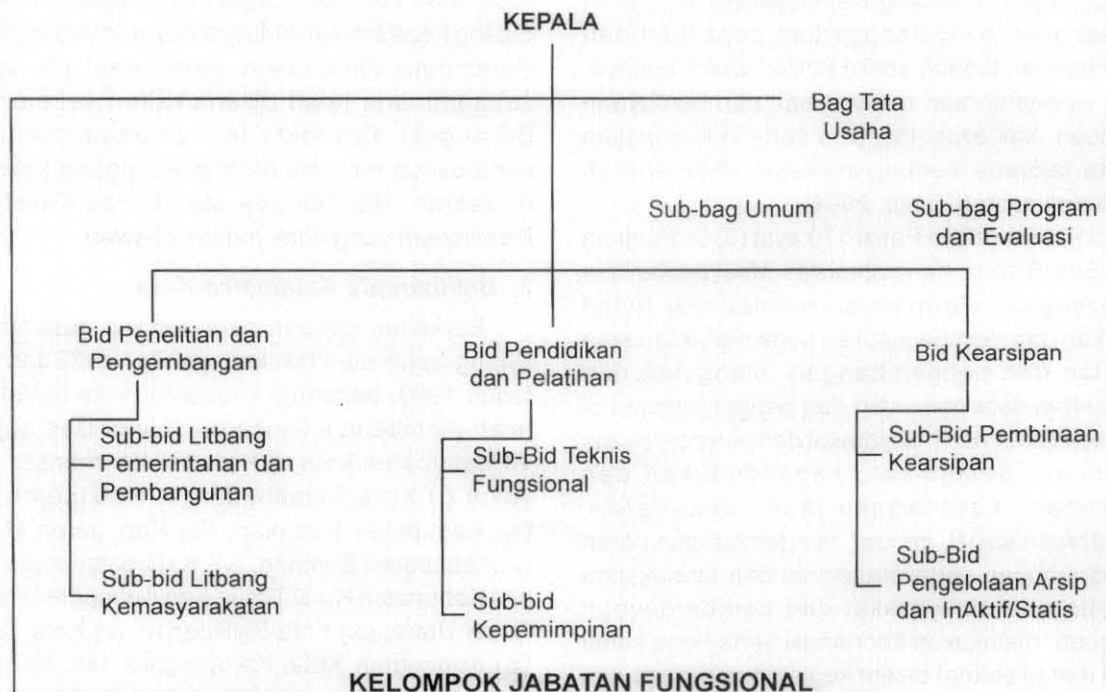 KEPALA
Bag Tata
Usaha
Sub-bag Umum
Sub-bag Program
dan Evaluasi
Bid Penelitian dan
Pengembangan
Bid Pendidikan
dan Pelatihan
Bid Kearsipan
Sub-bid Litbang
Pemerintahan dan
Pembangunan
Sub-Bid Teknis
Fungsional
Sub-Bid Pembinaan
Kearsipan
Sub-bid Litbang
Kemasyarakatan
Sub-bid
Kepemimpinan
Sub-Bid
Pengelolaan Arsip
dan InAktif/Statis
KELOMPOK JABATAN FUNGSIONAL